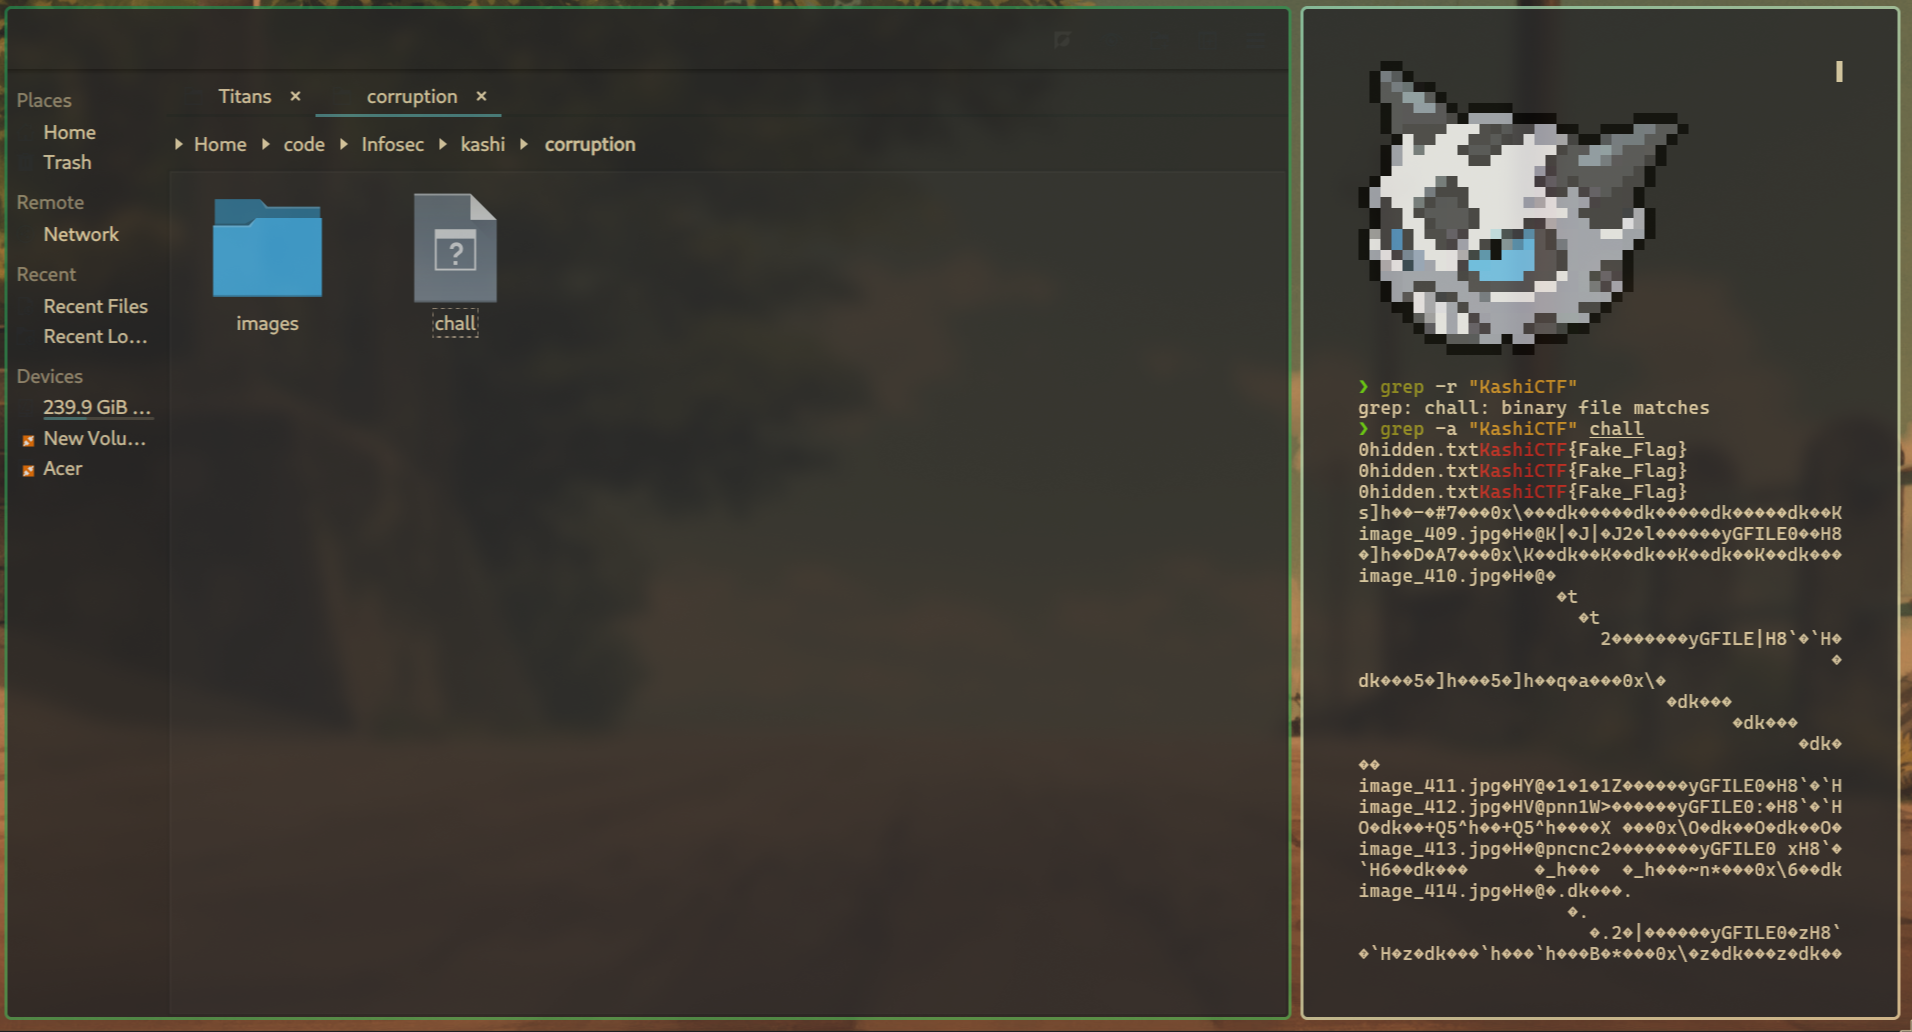 Places
Home
Trash
Remote
Network
Recent
Recent Files
Recent Lo...
Devices
239.9 GiB ...
New Volu...
Acer
Titans ×
corruption ×
Home code Infosec kashi corruption
images
chall
?
❯ grep -r "KashiCTF"
grep: chall: binary file matches
❯ grep -a "KashiCTF" chall
0hidden.txtKashiCTF{Fake_Flag}
0hidden.txtKashiCTF{Fake_Flag}
0hidden.txtKashiCTF{Fake_Flag}
s]h��-�#7���0x\���dk�����dk�����dk�����dk��K
image_409.jpg�H�@K|�J|�J2�l������yGFILE0��H8
�]h��D�A7���0x\K��dk��K��dk��K��dk��K��dk���
image_410.jpg�H�@�
�t
�t
2�������yGFILE|H8`�`H�
�
dk���5�]h���5�]h��q�a���0x\�
�dk���
�dk���
�dk�
��
image_411.jpg�HY@�1�1�1Z������yGFILE0�H8`�`H
image_412.jpg�HV@pnn1W>������yGFILE0:�H8`�`H
O�dk��+Q5^h��+Q5^h����X ���0x\O�dk��O�dk��O�
image_413.jpg�H�@pncnc2��������yGFILE0 xH8`�
`H6��dk��� �_h��� �_h���~n*���0x\6��dk
image_414.jpg�H�@�.dk���.
�.
�.2�|������yGFILE0�zH8`
�`H�z�dk���`h���`h���B�*���0x\�z�dk���z�dk��